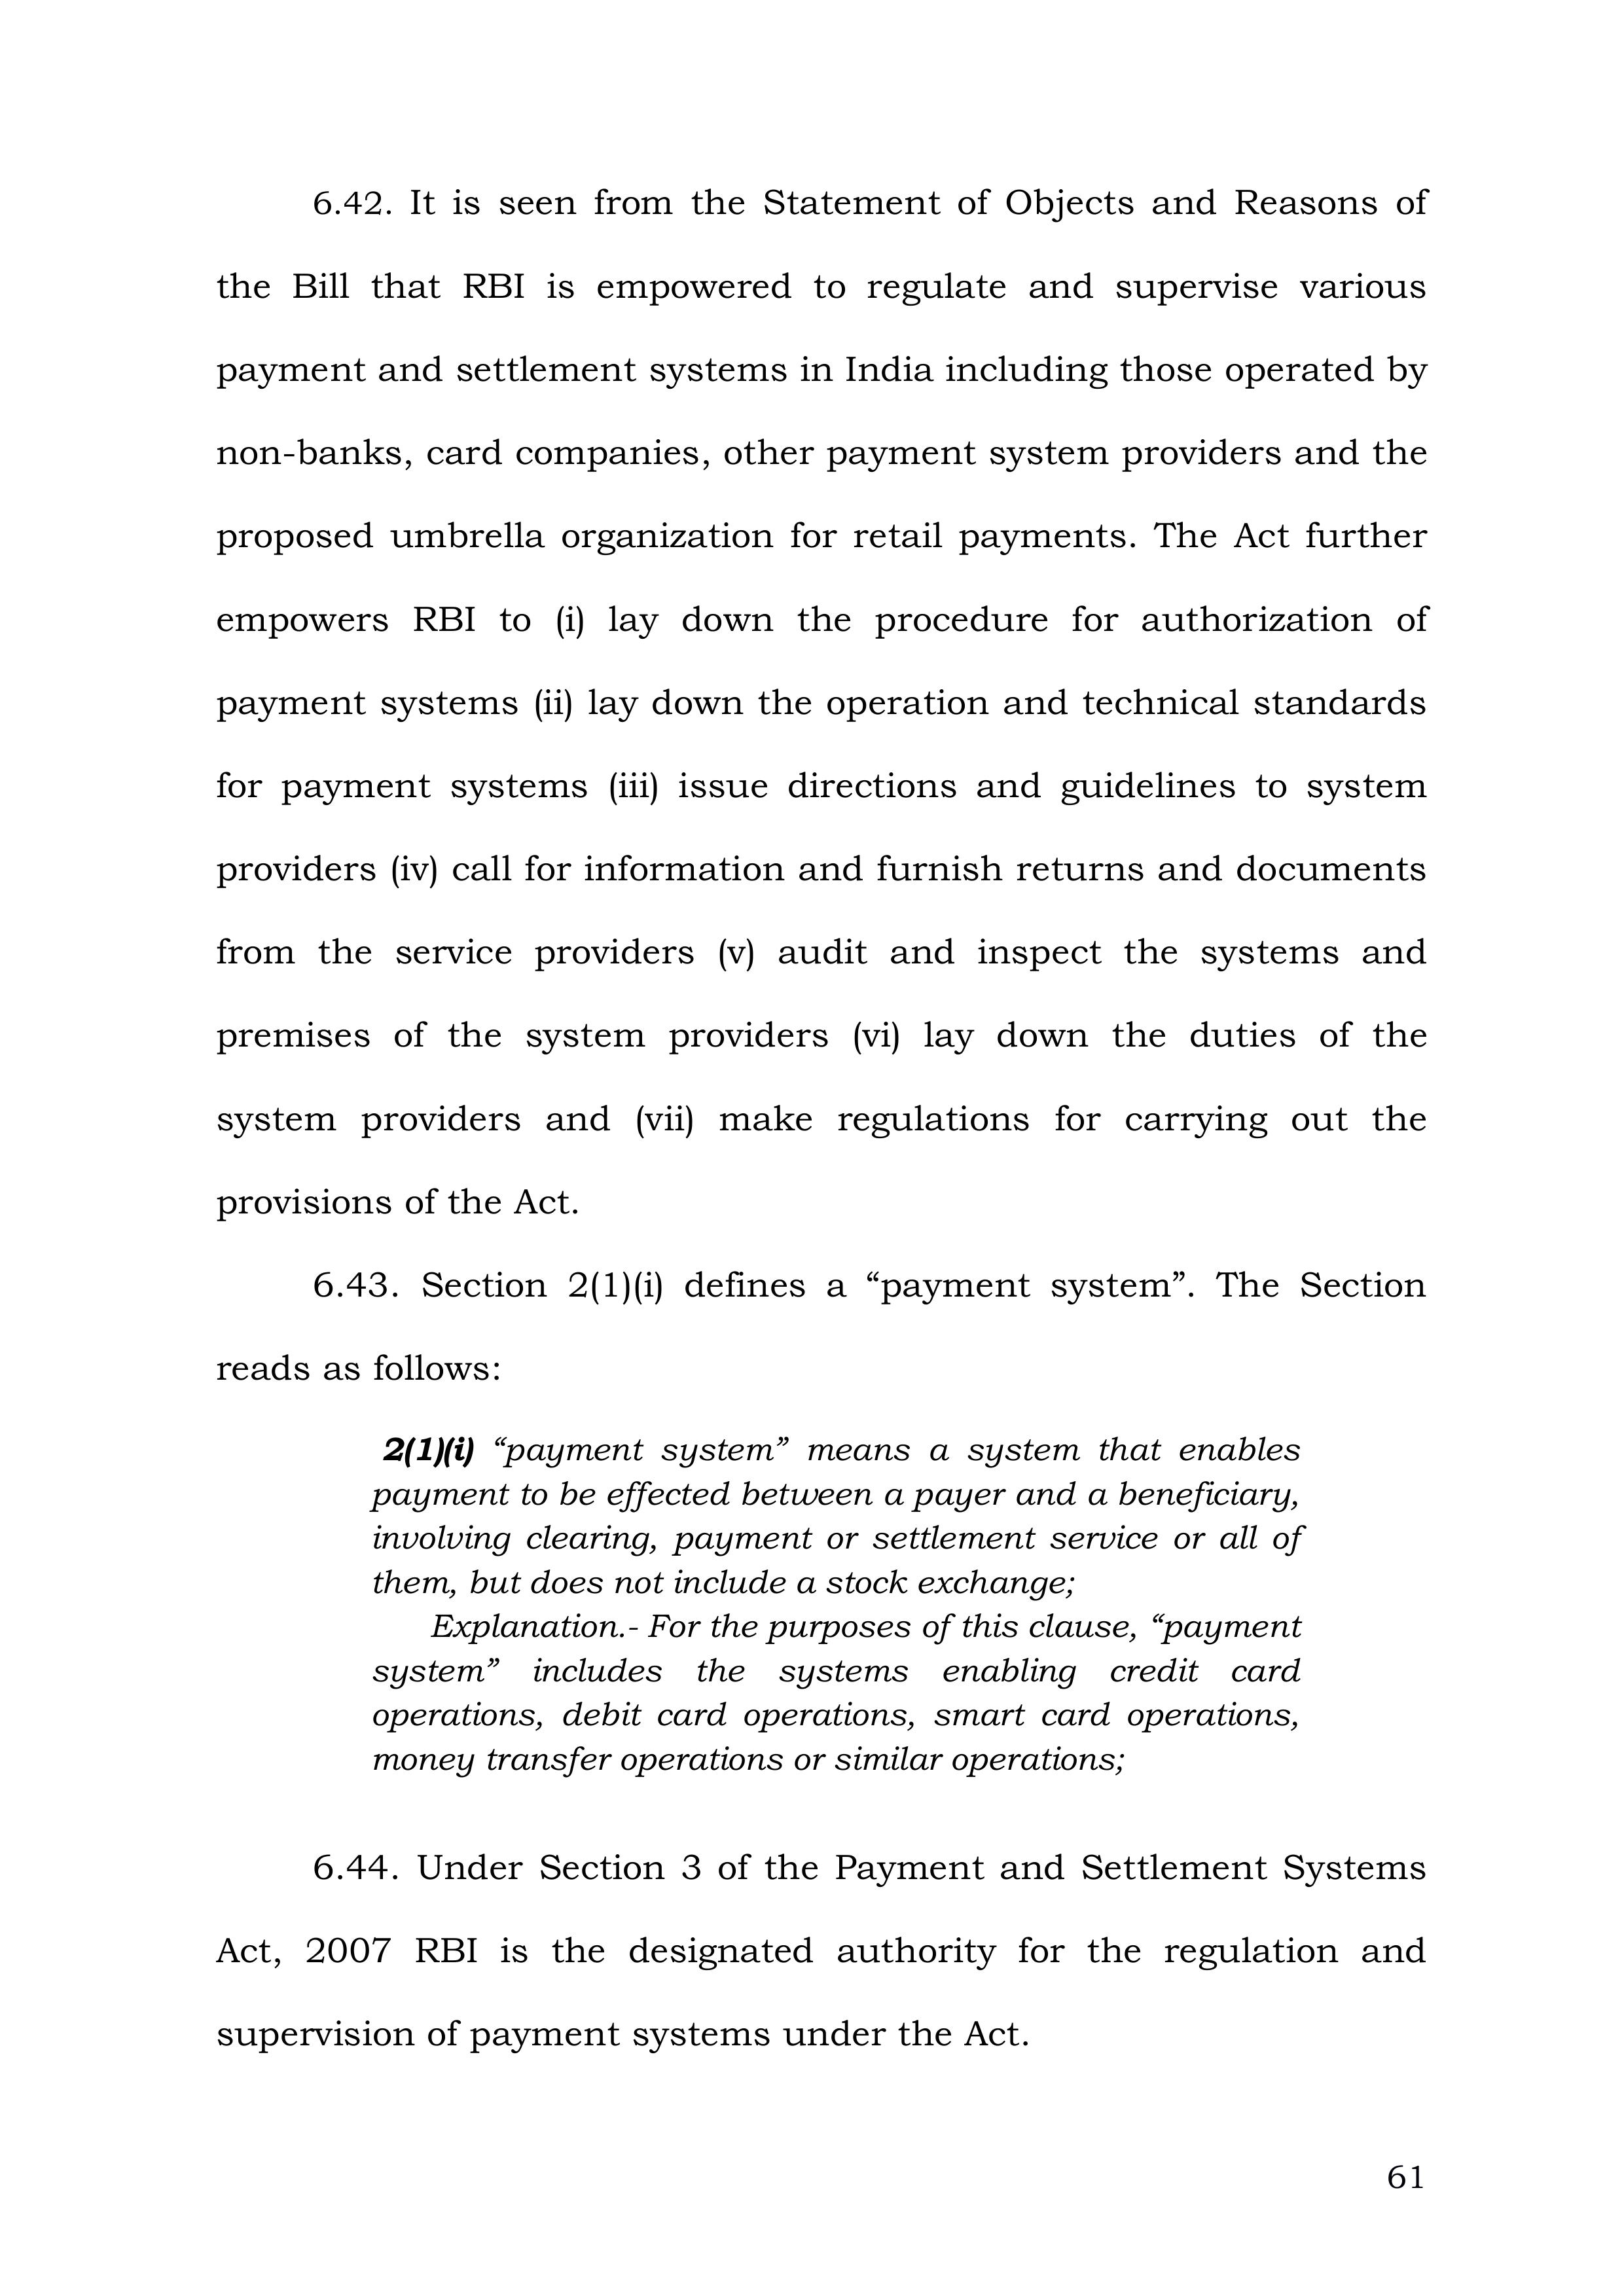 6.42. It is seen from the Statement of Objects and Reasons of
the Bill that RBI is empowered to regulate and supervise various
payment and settlement systems in India including those operated by
non-banks, card companies, other payment system providers and the
proposed umbrella organization for retail payments. The Act further
empowers RBI to (i) lay down the procedure for authorization of
payment systems (ii) lay down the operation and technical standards
for payment systems (iii) issue directions and guidelines to system
providers (iv) call for information and furnish returns and documents
from the service providers (v) audit and inspect the systems and
premises of the system providers (vi) lay down the duties of the
system providers and (vii) make regulations for carrying out the
provisions of the Act.
6.43. Section 2(1)(i) defines a “payment system”. The Section
reads as follows:
2(1)(i) “payment system” means a system that enables
payment to be effected between a payer and a beneficiary,
involving clearing, payment or settlement service or all of
them, but does not include a stock exchange;
Explanation.- For the purposes of this clause, “payment
system” includes the systems enabling credit card
operations, debit card operations, smart card operations,
money transfer operations or similar operations;
6.44. Under Section 3 of the Payment and Settlement Systems
Act, 2007 RBI is the designated authority for the regulation and
supervision of payment systems under the Act.
61